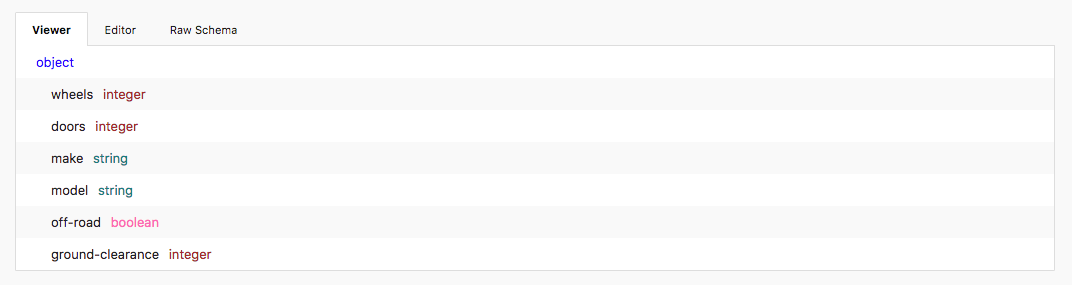 Viewer Editor Raw Schema
object
wheels integer
doors integer
make string
model string
off-road boolean
ground-clearance integer